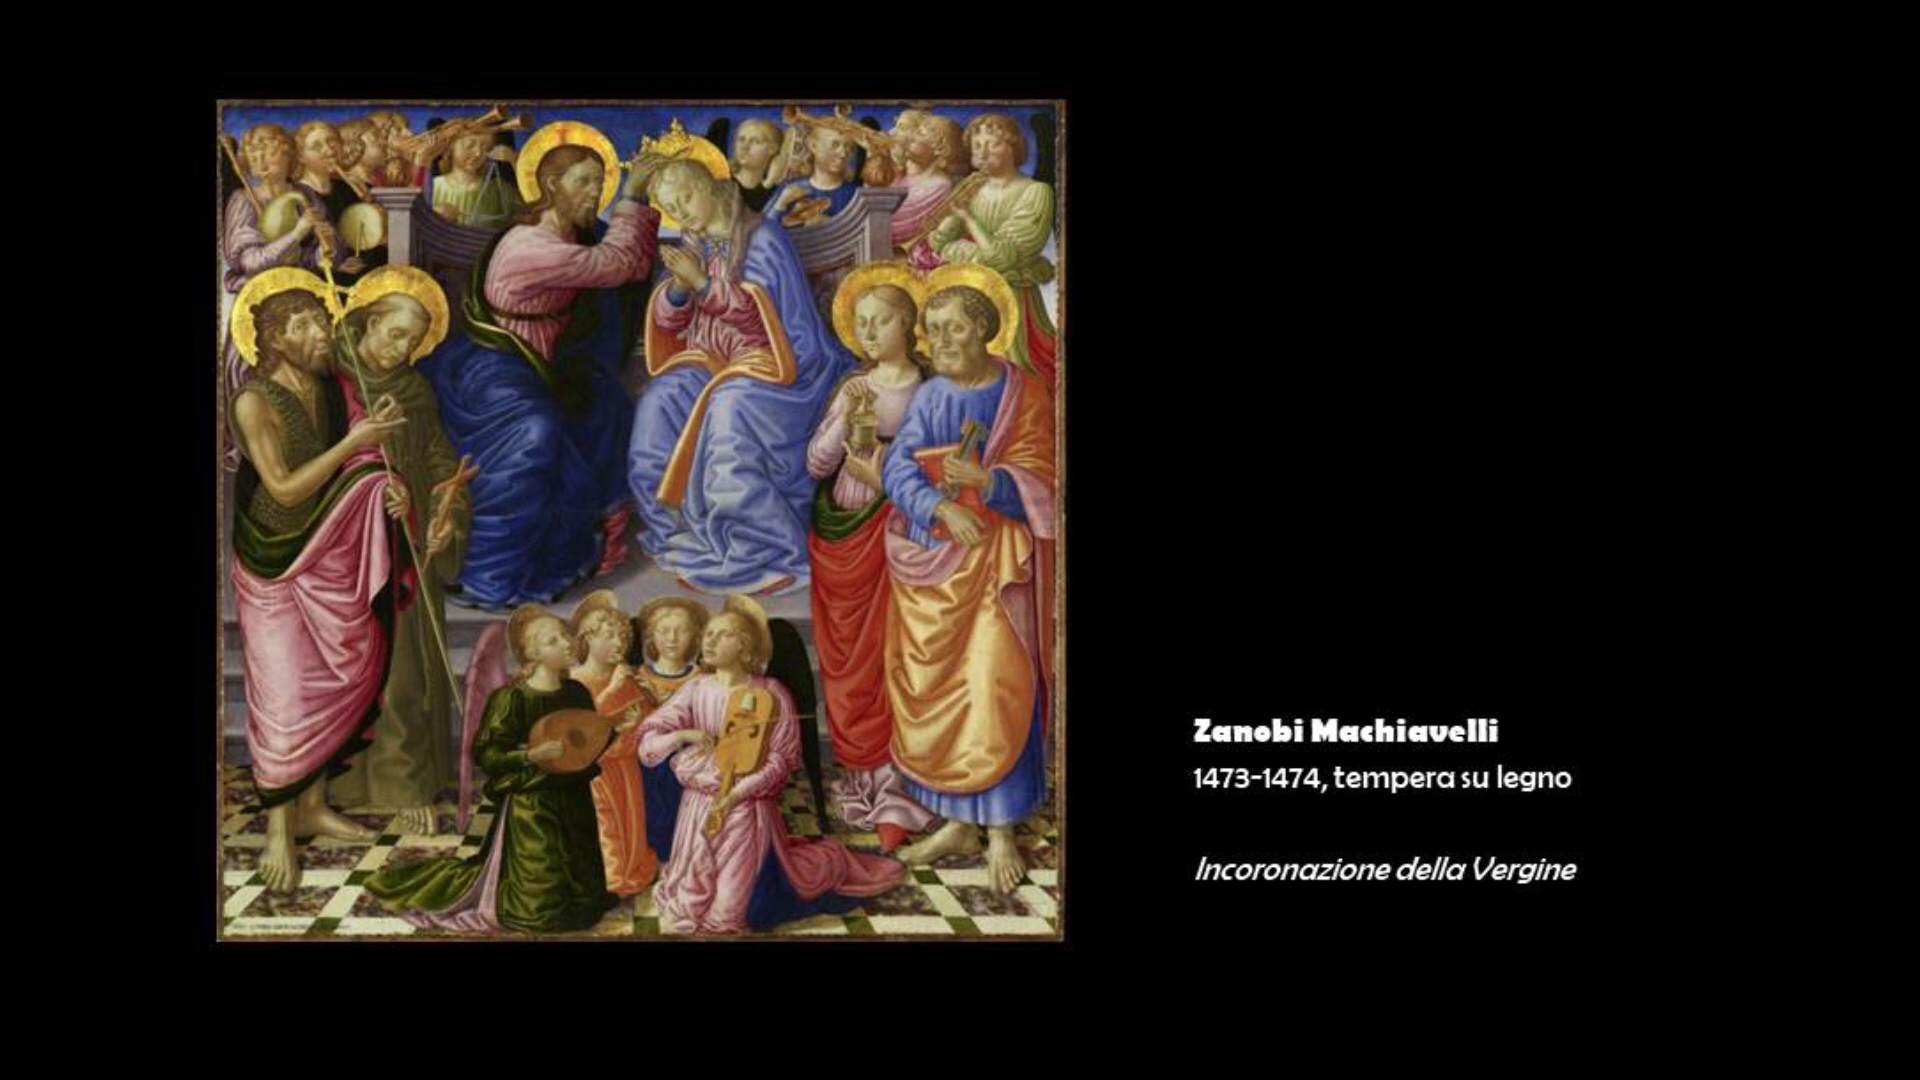 Zanobi Machiavelli
1473-1474, tempera su legno
Incoronazione della Vergine